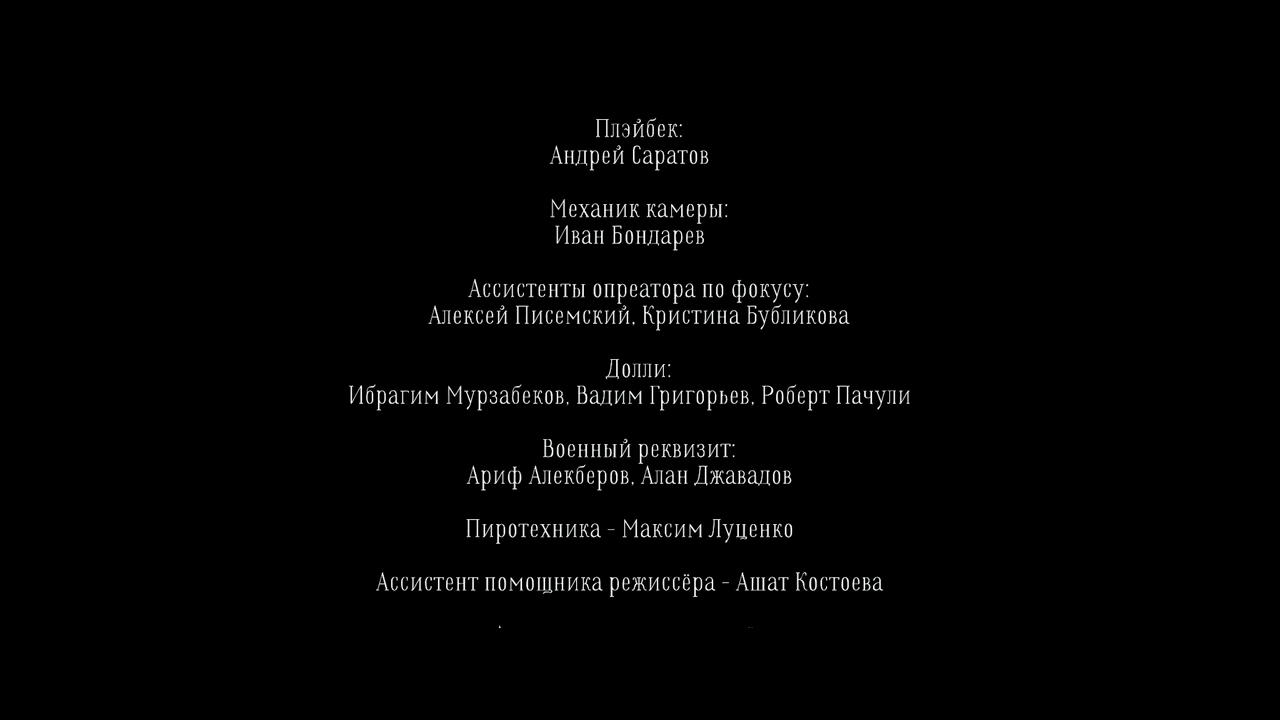 Плэйбек:
Андрей Саратов
Механик камеры:
Иван Бондарев
Ассистенты опреатора по фокусу:
Алексей Писемский, Кристина Бубликова
Долли:
Ибрагим Мурзабеков, Вадим Григорьев, Роберт Пачули
Военный реквизит:
Ариф Алекберов, Алан Джавадов
Пиротехника - Максим Луценко
Ассистент помощника режиссёра - Ашат Костоева